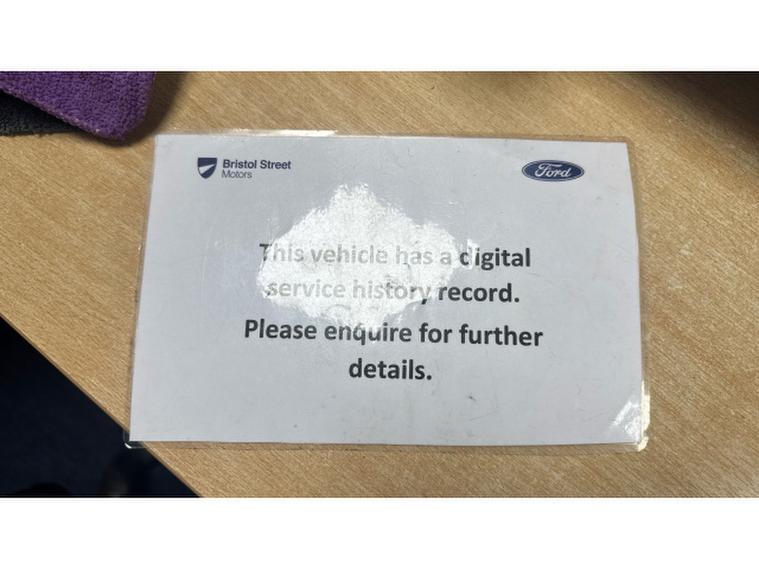 Bristol Street
Motors
Ford
This vehicle has a digital
service history record.
Please enquire for further
details.